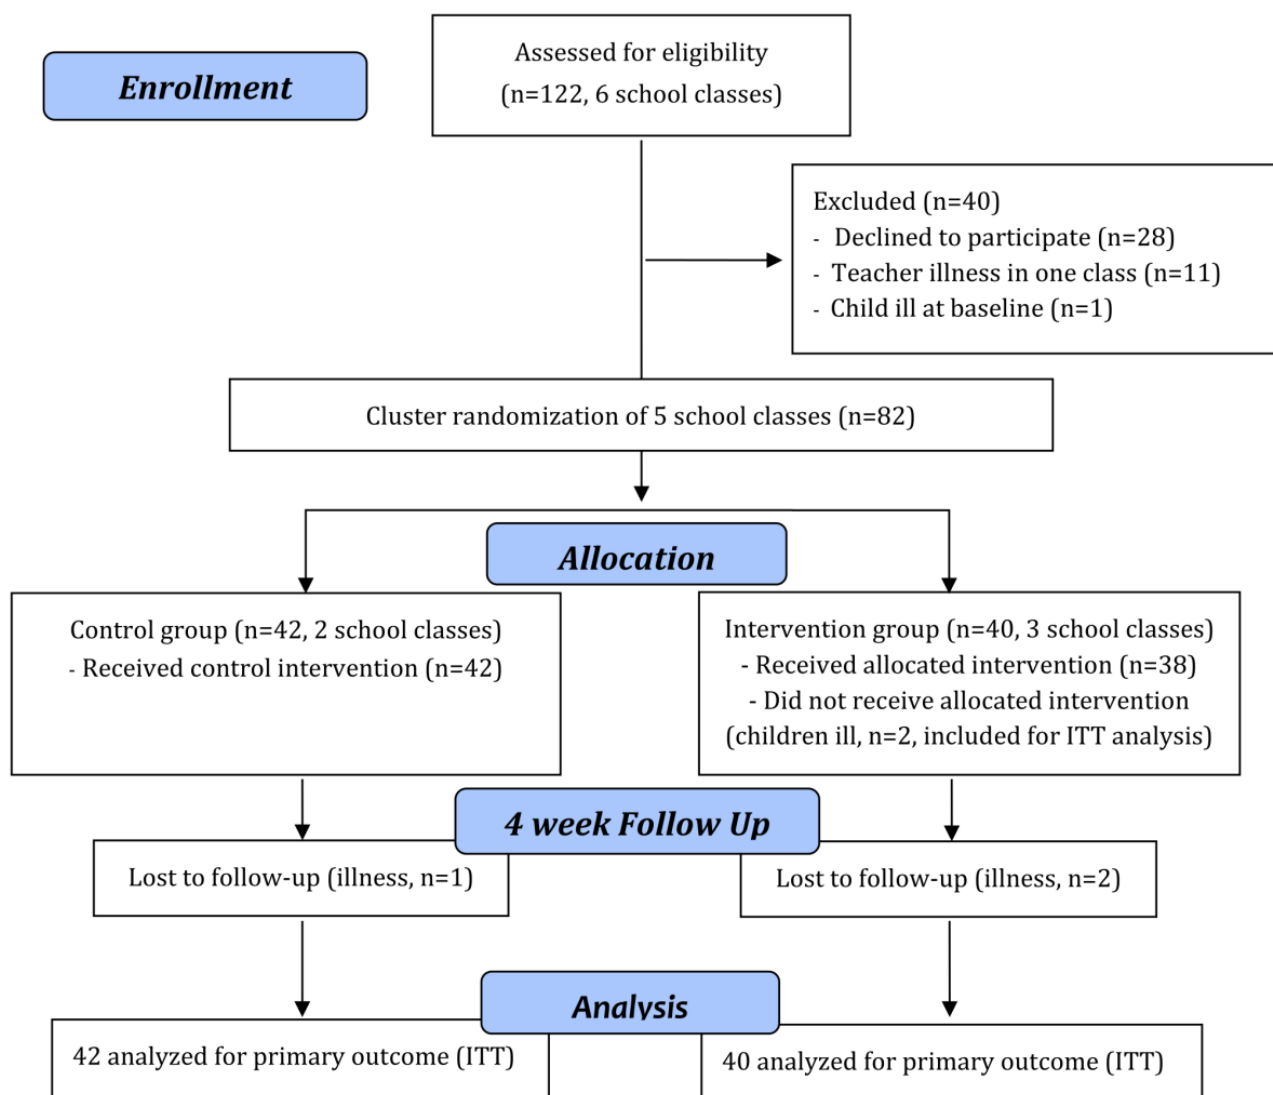 Enrollment
Assessed for eligibility
(n=122, 6 school classes)
Excluded (n=40)
- Declined to participate (n=28)
- Teacher illness in one class (n=11)
- Child ill at baseline (n=1)
Cluster randomization of 5 school classes (n=82)
Allocation
Control group (n=42, 2 school classes)
- Received control intervention (n=42)
Intervention group (n=40, 3 school classes)
- Received allocated intervention (n=38)
- Did not receive allocated intervention
(children ill, n=2, included for ITT analysis)
4 week Follow Up
Lost to follow-up (illness, n=1)
Lost to follow-up (illness, n=2)
Analysis
42 analyzed for primary outcome (ITT)
40 analyzed for primary outcome (ITT)